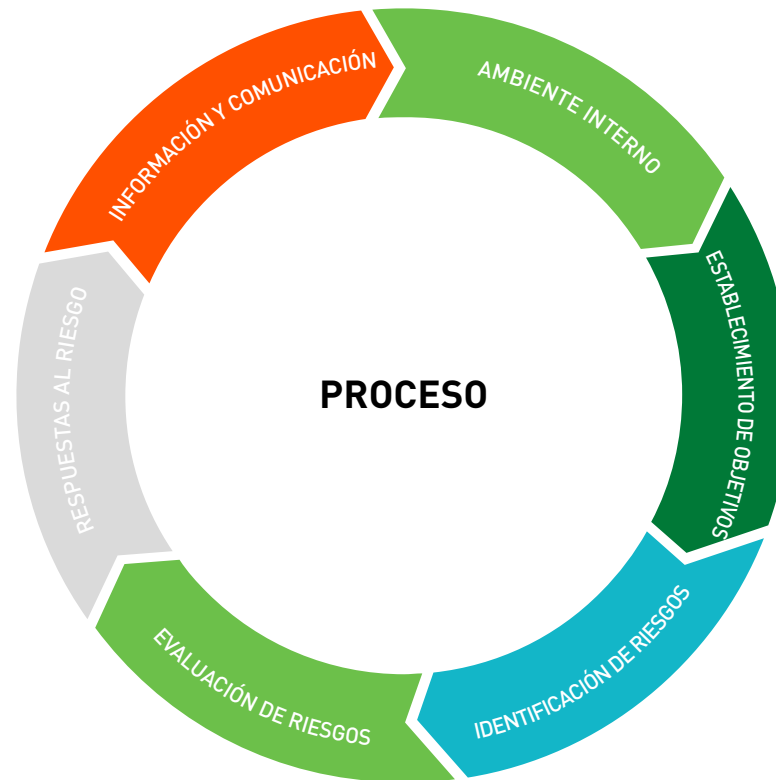 AMBIENTE INTERNO
ESTABLECIMIENTO DE OBJETIVOS
IDENTIFICACIÓN DE RIESGOS
EVALUACIÓN DE RIESGOS
RESPUESTAS AL RIESGO
INFORMACIÓN Y COMUNICACIÓN
PROCESO